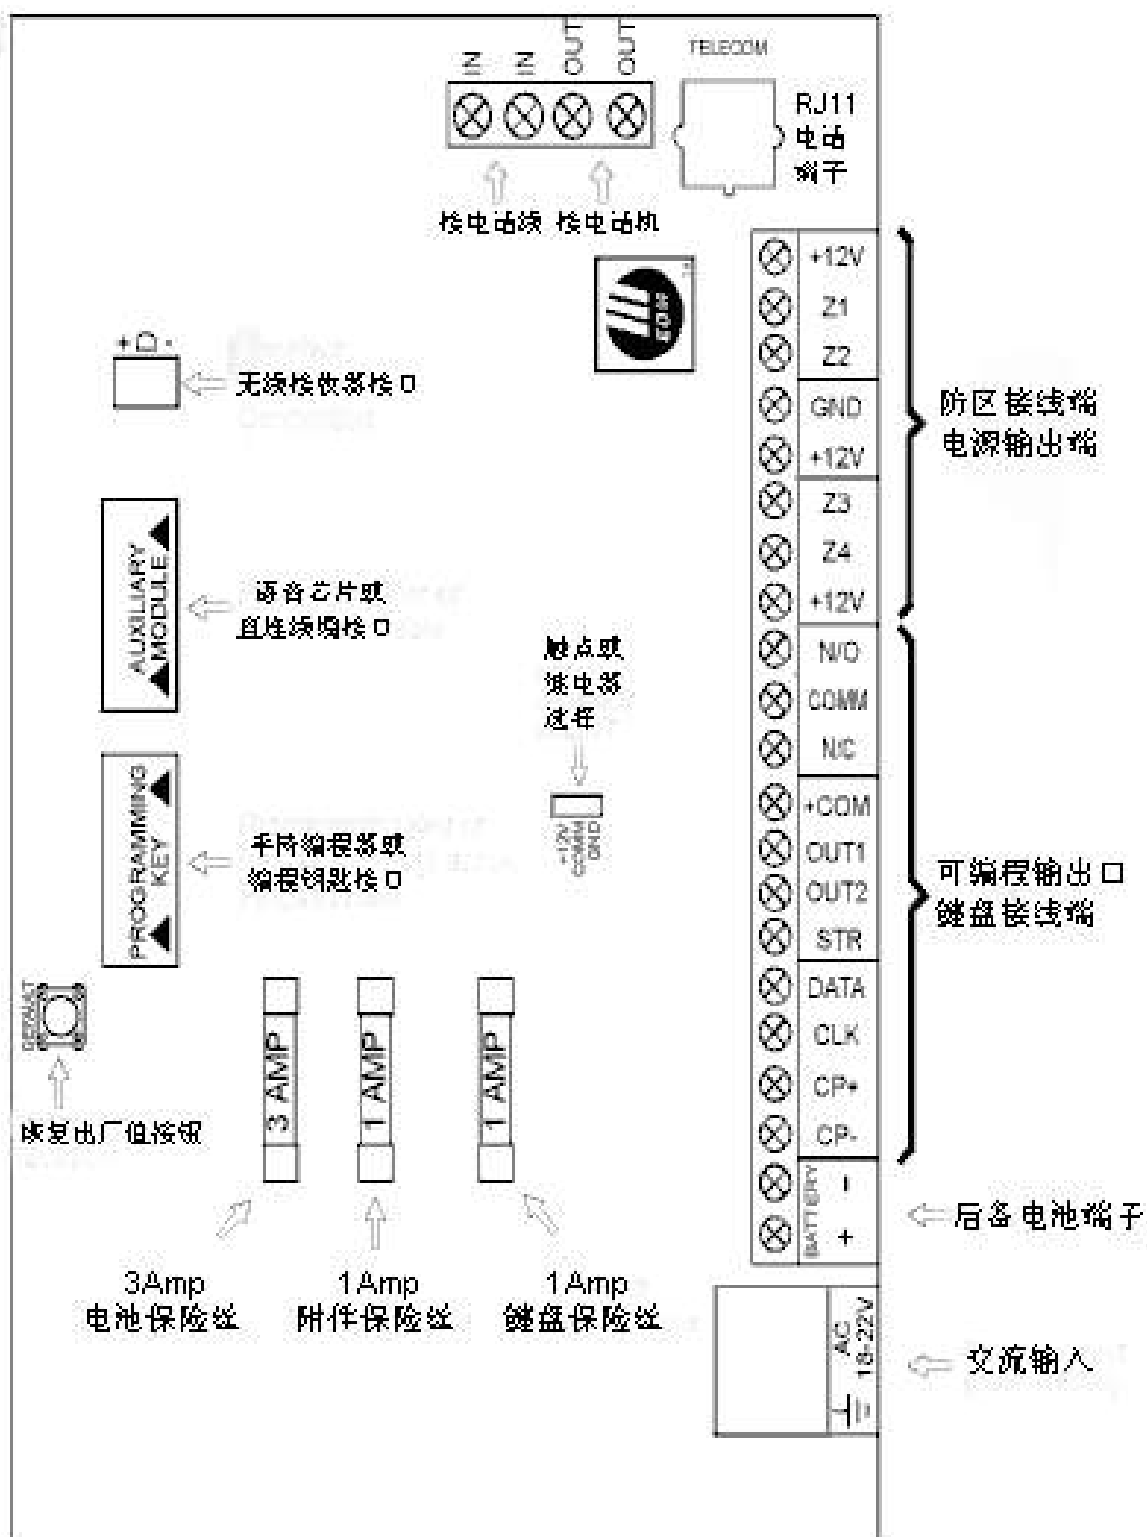 IN IN OUT OUT
TELECOM
RJ11
电话
端子
接电话线 接电话机
+12V
Z1
Z2
GND
+12V
Z3
Z4
+12V
防区接线端
电源输出端
+ D -
无线接收器接口
AUXILIARY
MODULE
语音芯片或
直连线缆接口
触点或
继电器
选择
+12V
COMM
GND
N/O
COMM
N/C
+COM
OUT1
OUT2
STR
DATA
CLK
CP+
CP-
可编程输出口
键盘接线端
PROGRAMMING
KEY
手持编程器或
编程钥匙接口
DEFAULT
恢复出厂值按钮
3 AMP
1 AMP
1 AMP
3Amp
电池保险丝
1Amp
附件保险丝
1Amp
键盘保险丝
BATTERY
-
+
后备电池端子
AC
18-22V
交流输入